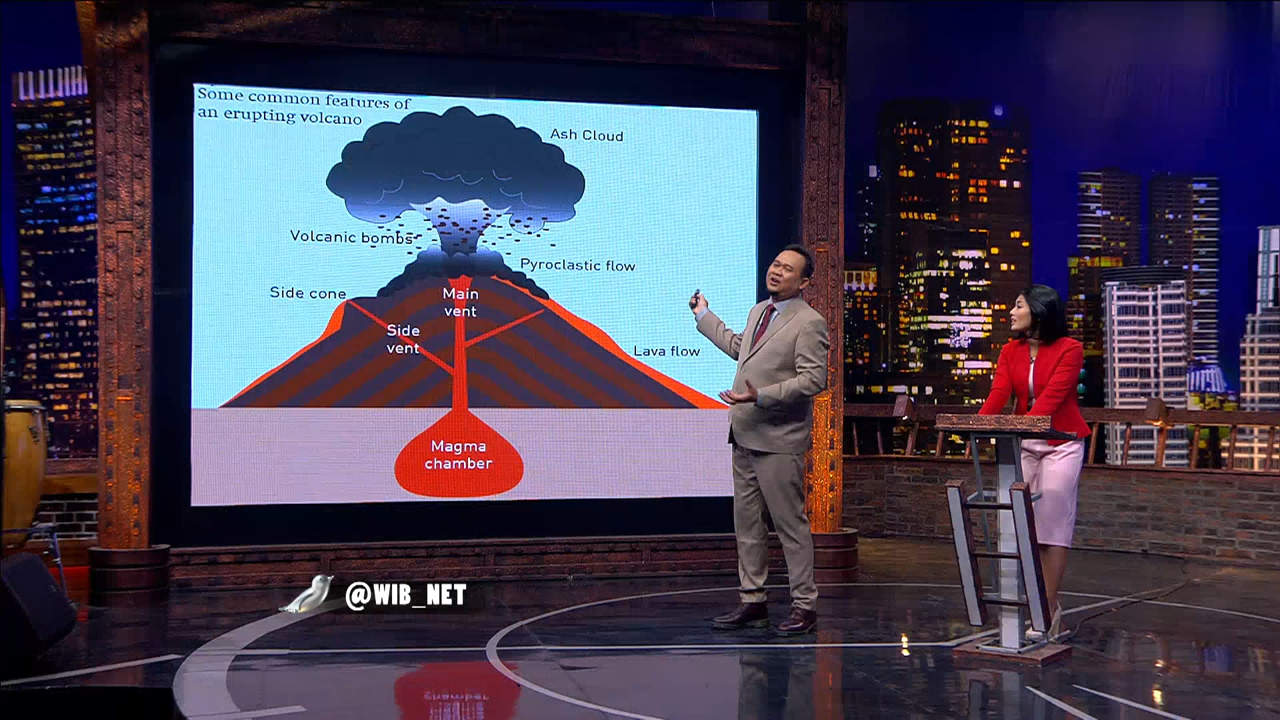 Some common features of
an erupting volcano
Ash Cloud
Volcanic bombs
Pyroclastic flow
Side cone
Main
vent
Side
vent
Lava flow
Magma
chamber
@WIB_NET
chamber